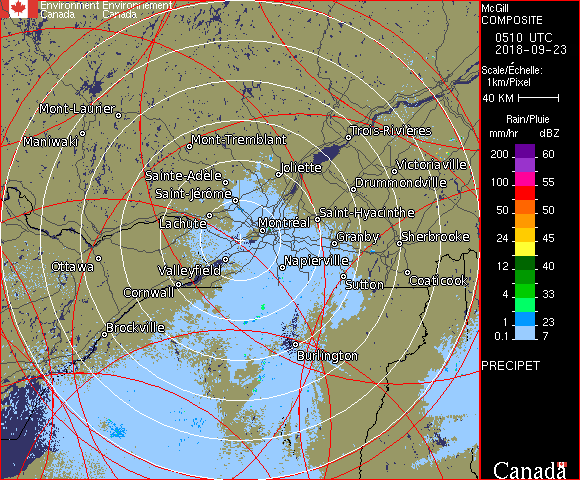 Environment Environnement
Canada Canada
Mont-Laurier
Maniwaki
Mont-Tremblant
Trois-Rivières
Sainte-Adèle
Joliette
Victoriaville
Saint-Jérôme
Drummondville
Lachute
Montréal
Saint-Hyacinthe
Granby
Sherbrooke
Ottawa
Valleyfield
Napierville
Cornwall
Sutton
Coaticook
Brockville
Burlington
McGill
COMPOSITE
0510 UTC
2018-09-23
Scale/Échelle:
1km/Pixel
40 KM
Rain/Pluie
mm/hr dBZ
200 60
100 55
50 50
24 45
12 40
4 33
2 23
0.1 7
PRECIPET
Canada